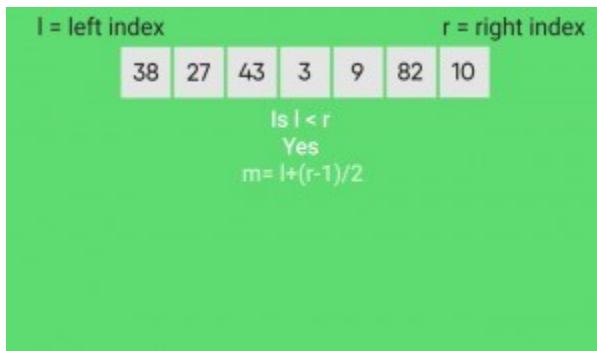 l = left index
r = right index
38 27 43 3 9 82 10
Is l < r
Yes
m= l+(r-1)/2